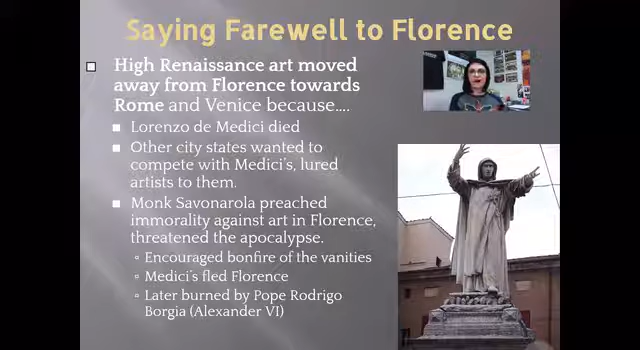 Saying Farewell to Florence
High Renaissance art moved
away from Florence towards
Rome and Venice because….
Lorenzo de Medici died
Other city states wanted to
compete with Medici's, lured
artists to them.
Monk Savonarola preached
immorality against art in Florence,
threatened the apocalypse.
Encouraged bonfire of the vanities
Medici's fled Florence
Later burned by Pope Rodrigo
Borgia (Alexander VI)